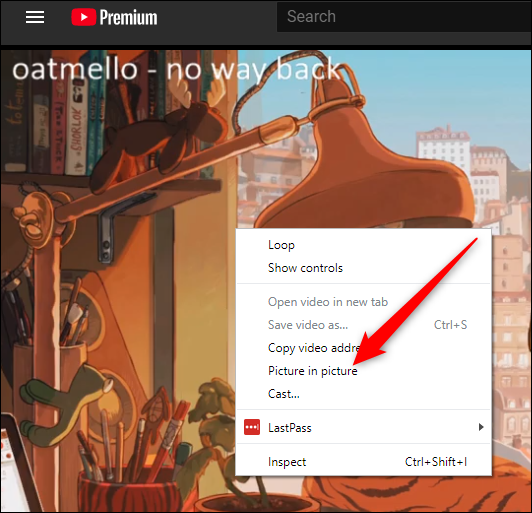 Premium
Search
oatmello - no way back
SHORLOK
Loop
Show controls
Open video in new tab
Save video as... Ctrl+S
Copy video addre
Picture in picture
Cast...
LastPass
Inspect Ctrl+Shift+I